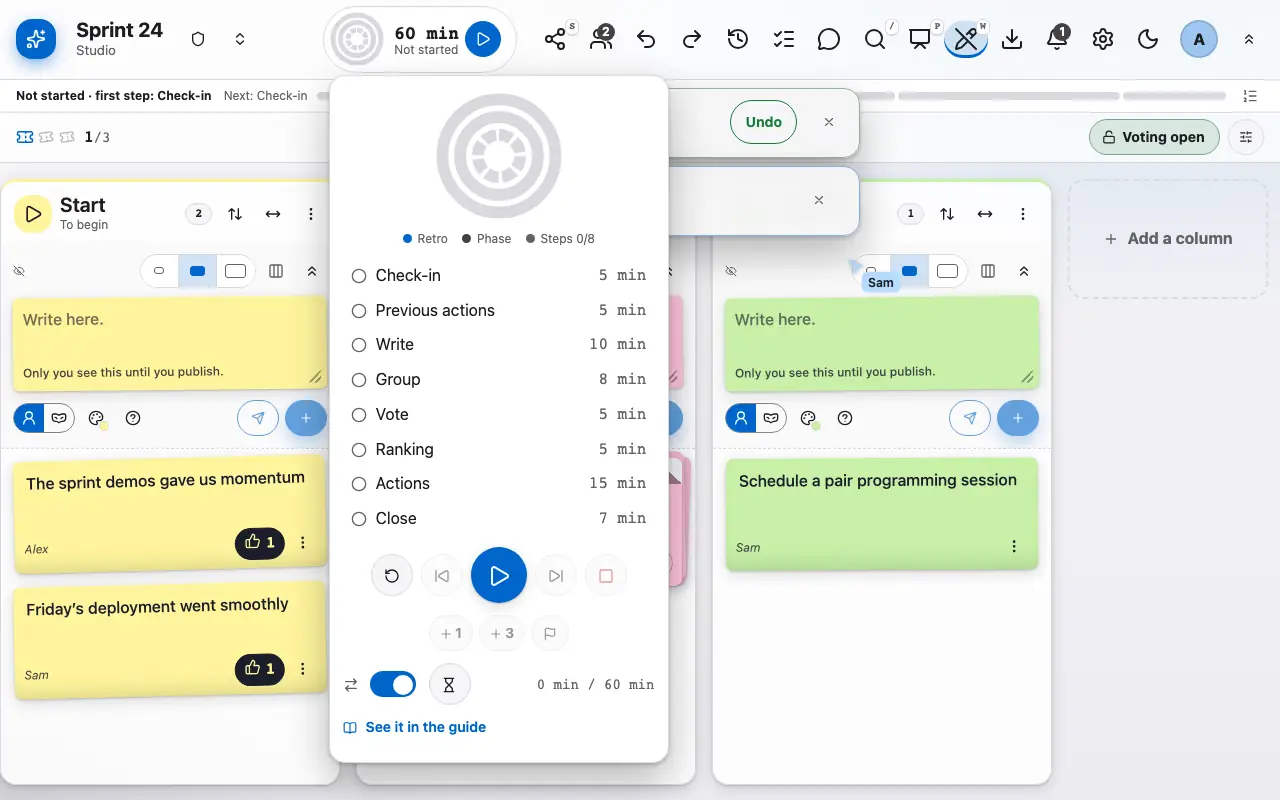 Sprint 24
Studio
60 min
Not started
S
2
/
P
W
1
A
Not started · first step: Check-in
Next: Check-in
1/3
Undo
Voting open
Start
To begin
2
1
Add a column
Retro
Phase
Steps 0/8
Check-in
5 min
Previous actions
5 min
Write
10 min
Group
8 min
Vote
5 min
Ranking
5 min
Actions
15 min
Close
7 min
+ 1
+ 3
0 min / 60 min
See it in the guide
Write here.
Only you see this until you publish.
The sprint demos gave us momentum
Alex
1
Friday’s deployment went smoothly
Sam
1
Sam
Write here.
Only you see this until you publish.
Schedule a pair programming session
Sam